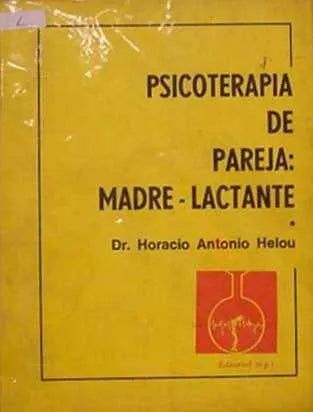 L
PSICOTERAPIA
DE
PAREJA:
MADRE - LACTANTE
Dr. Horacio Antonio Helou
Editorial